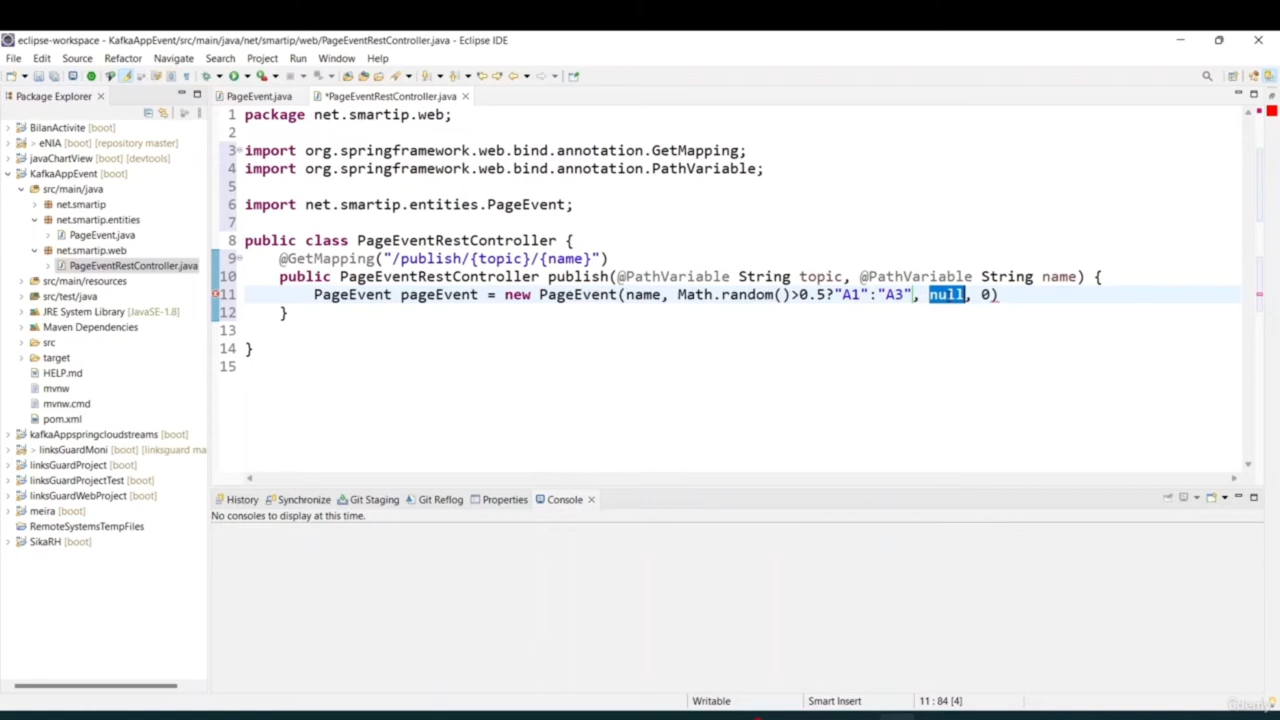 eclipse-workspace - KafkaAppEvent/src/main/java/net/smartip/web/PageEventRestController.java - Eclipse IDE
File Edit Source Refactor Navigate Search Project Run Window Help
Package Explorer
PageEvent.java
*PageEventRestController.java
BilanActivite [boot]
> eNIA [boot] [repository master]
javaChartView [boot] [devtools]
KafkaAppEvent [boot]
src/main/java
net.smartip
net.smartip.entities
PageEvent.java
net.smartip.web
PageEventRestController.java
src/main/resources
src/test/java
JRE System Library [JavaSE-1.8]
Maven Dependencies
src
target
HELP.md
mvnw
mvnw.cmd
pom.xml
kafkaAppspringcloudstreams [boot]
> linksGuardMoni [boot] [linksguard ma
linksGuardProject [boot]
linksGuardProjectTest [boot]
linksGuardWebProject [boot]
meira [boot]
RemoteSystemsTempFiles
SikaRH [boot]
1 package net.smartip.web;
2
3 import org.springframework.web.bind.annotation.GetMapping;
4 import org.springframework.web.bind.annotation.PathVariable;
5
6 import net.smartip.entities.PageEvent;
7
8 public class PageEventRestController {
9 @GetMapping("/publish/{topic}/{name}")
10 public PageEventRestController publish(@PathVariable String topic, @PathVariable String name) {
11 PageEvent pageEvent = new PageEvent(name, Math.random()>0.5?"A1":"A3", null, 0)
12 }
13
14 }
15
History Synchronize Git Staging Git Reflog Properties Console
No consoles to display at this time.
Writable Smart Insert 11 : 84 [4]
ûdemy